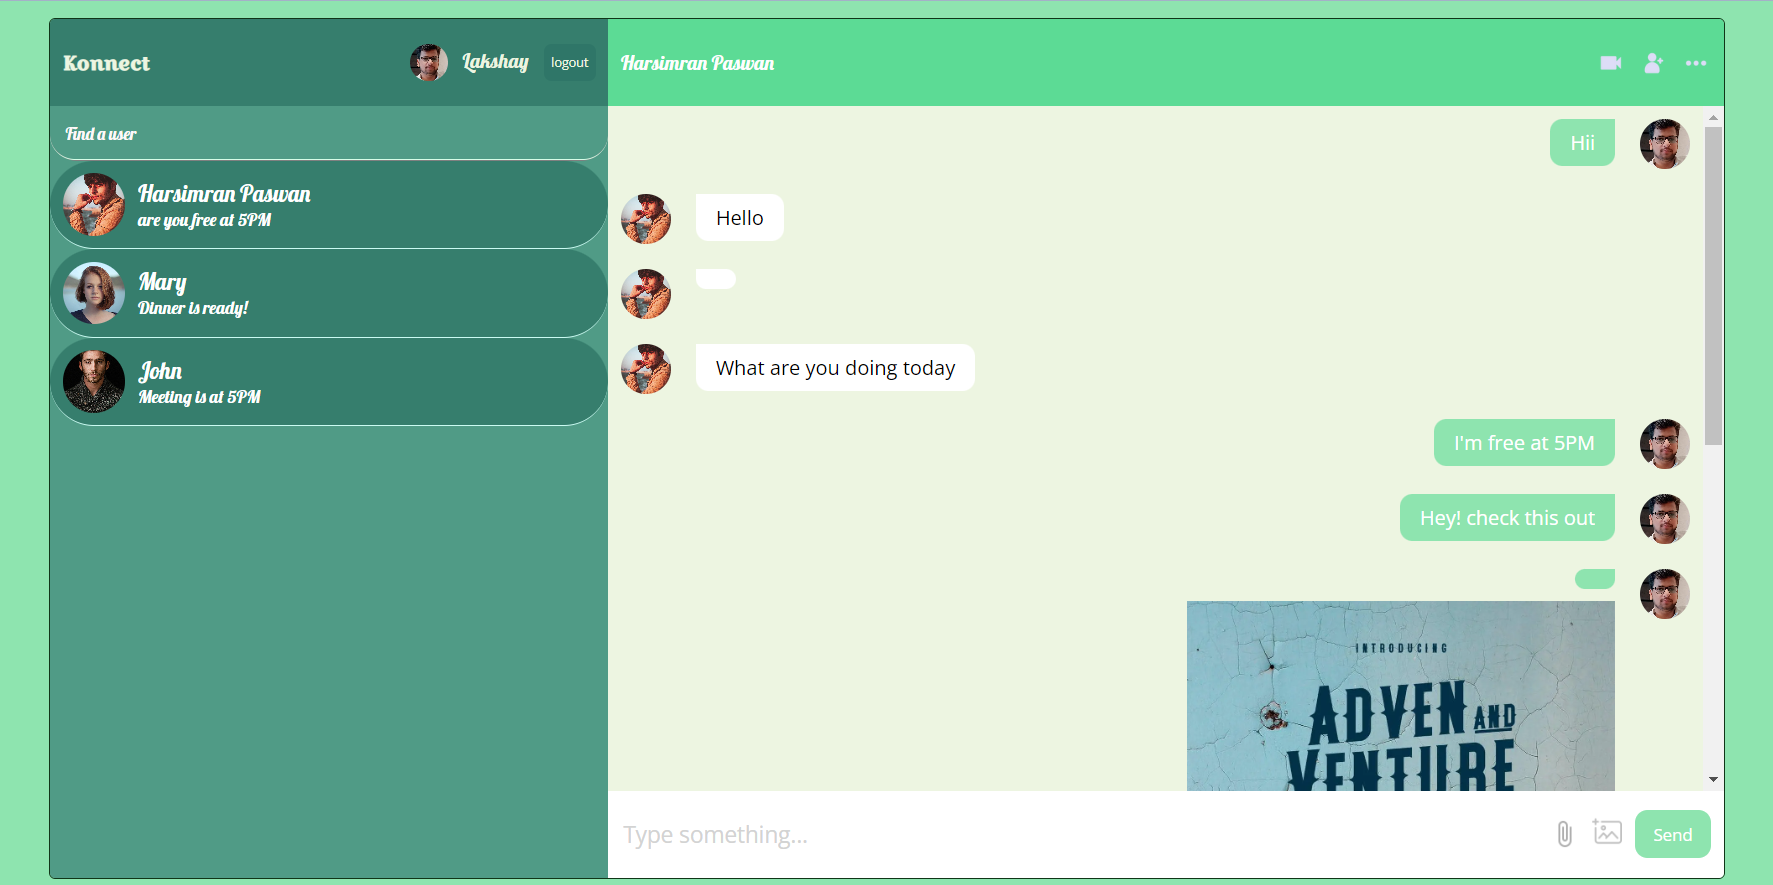 Konnect
Lakshay
logout
Find a user
Harsimran Paswan
are you free at 5PM
Mary
Dinner is ready!
John
Meeting is at 5PM
Harsimran Paswan
Hii
Hello
What are you doing today
I'm free at 5PM
Hey! check this out
INTRODUCING
ADVEN AND
VENTURE
Type something...
Send